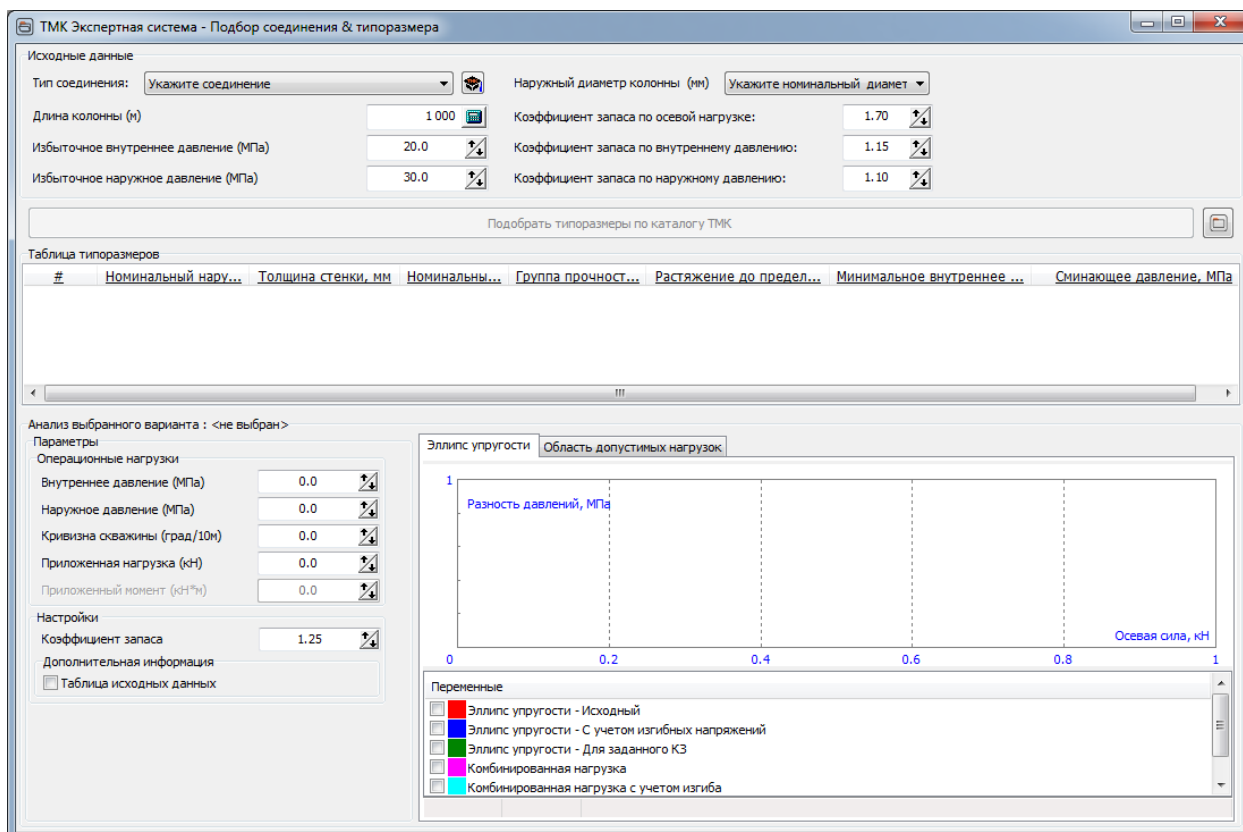 ТМК Экспертная система - Подбор соединения & типоразмера
Исходные данные
Тип соединения: Укажите соединение Наружный диаметр колонны (мм) Укажите номинальный диамет
Длина колонны (м) 1 000 Коэффициент запаса по осевой нагрузке: 1.70
Избыточное внутреннее давление (МПа) 20.0 Коэффициент запаса по внутреннему давлению: 1.15
Избыточное наружное давление (МПа) 30.0 Коэффициент запаса по наружному давлению: 1.10
Подобрать типоразмеры по каталогу ТМК
Таблица типоразмеров
# Номинальный нару... Толщина стенки, мм Номинальны... Группа прочност... Растяжение до предел... Минимальное внутреннее ... Сминающее давление, МПа
Анализ выбранного варианта : <не выбран>
Параметры
Операционные нагрузки
Внутреннее давление (МПа) 0.0
Наружное давление (МПа) 0.0
Кривизна скважины (град/10м) 0.0
Приложенная нагрузка (кН) 0.0
Приложенный момент (кН*м) 0.0
Настройки
Коэффициент запаса 1.25
Дополнительная информация
Таблица исходных данных
Эллипс упругости Область допустимых нагрузок
1
Разность давлений, МПа
Осевая сила, кН
0 0.2 0.4 0.6 0.8 1
Переменные
Эллипс упругости - Исходный
Эллипс упругости - С учетом изгибных напряжений
Эллипс упругости - Для заданного КЗ
Комбинированная нагрузка
Комбинированная нагрузка с учетом изгиба